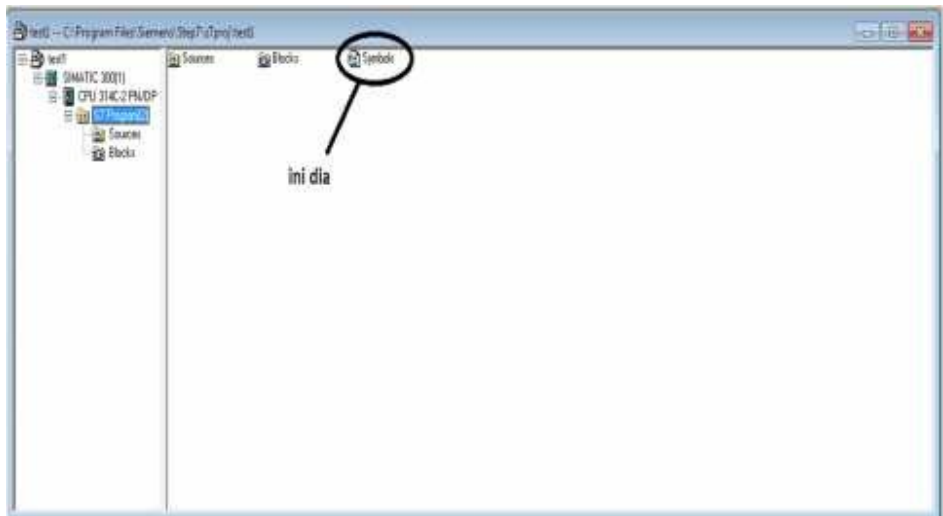 test1 -- C:\Program Files\Siemens\Step7\s7proj\test1
test1
SIMATIC 300(1)
CPU 314C-2 PN/DP
S7 Program(2)
Sources
Blocks
Sources
Blocks
Symbols
ini dia